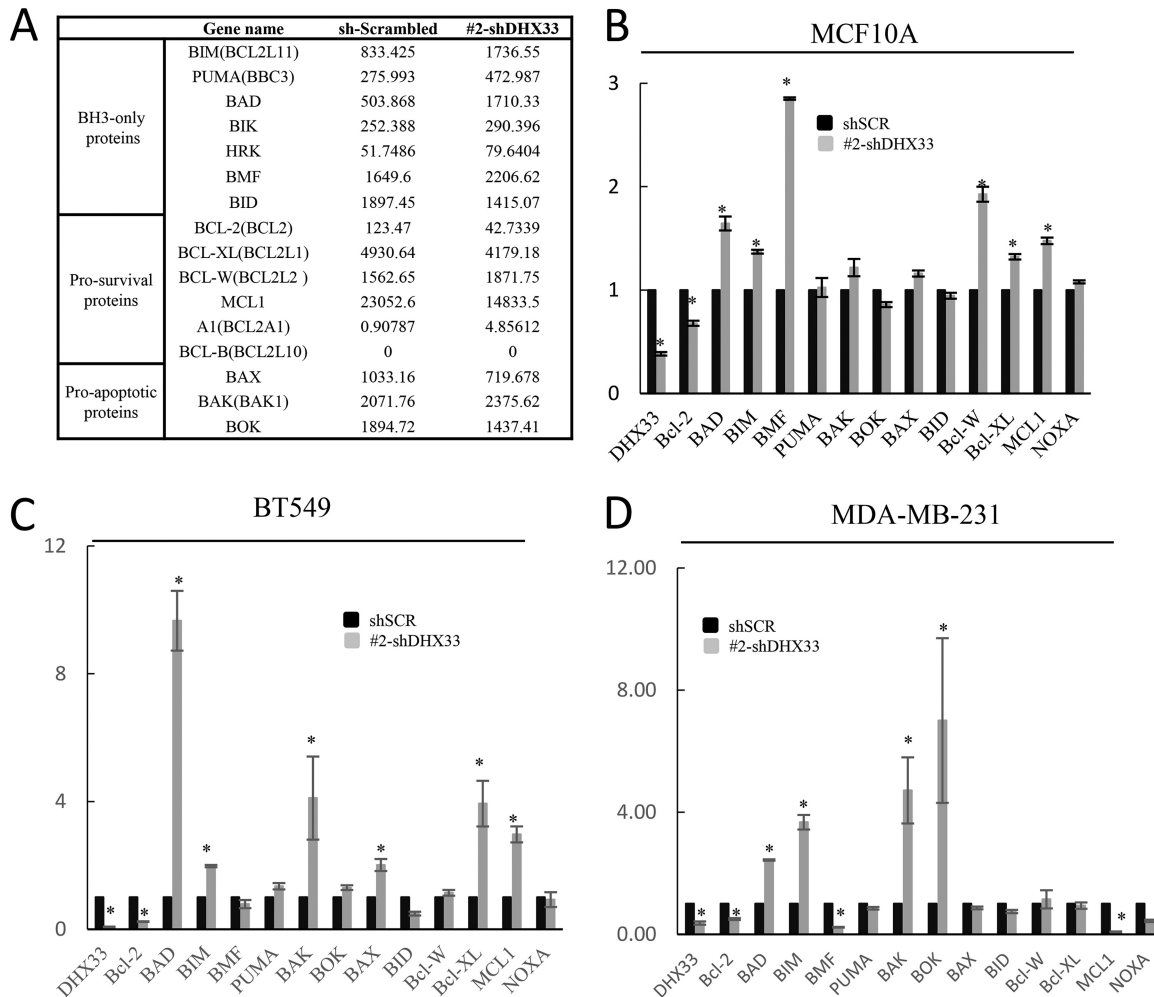 A
Gene name sh-Scrambled #2-shDHX33
BH3-only proteins
BIM(BCL2L11) 833.425 1736.55
PUMA(BBC3) 275.993 472.987
BAD 503.868 1710.33
BIK 252.388 290.396
HRK 51.7486 79.6404
BMF 1649.6 2206.62
BID 1897.45 1415.07
Pro-survival proteins
BCL-2(BCL2) 123.47 42.7339
BCL-XL(BCL2L1) 4930.64 4179.18
BCL-W(BCL2L2 ) 1562.65 1871.75
MCL1 23052.6 14833.5
A1(BCL2A1) 0.90787 4.85612
BCL-B(BCL2L10) 0 0
Pro-apoptotic proteins
BAX 1033.16 719.678
BAK(BAK1) 2071.76 2375.62
BOK 1894.72 1437.41
B
MCF10A
3
2
1
0
shSCR
#2-shDHX33
* * * * * * * *
DHX33 Bcl-2 BAD BIM BMF PUMA BAK BOK BAX BID Bcl-W Bcl-XL MCL1 NOXA
C
BT549
12
8
4
0
shSCR
#2-shDHX33
* * * * * * * *
DHX33 Bcl-2 BAD BIM BMF PUMA BAK BOK BAX BID Bcl-W Bcl-XL MCL1 NOXA
D
MDA-MB-231
12.00
8.00
4.00
0.00
shSCR
#2-shDHX33
* * * * * * * *
DHX33 Bcl-2 BAD BIM BMF PUMA BAK BOK BAX BID Bcl-W Bcl-XL MCL1 NOXA